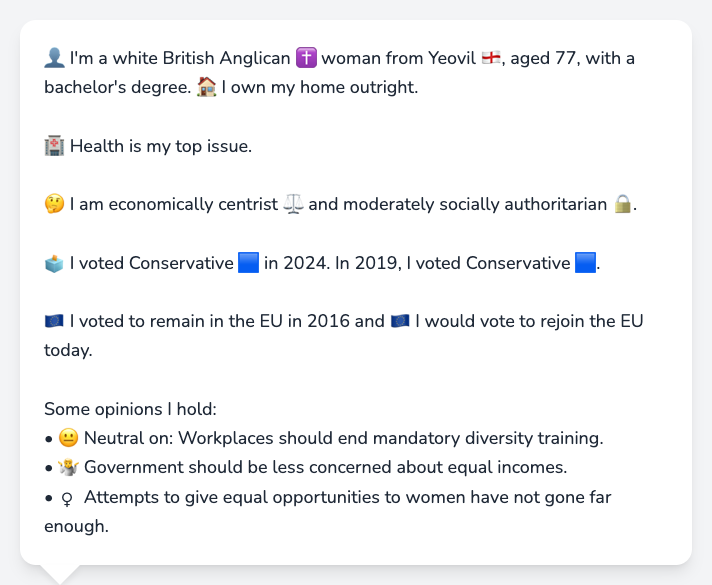 👤 I'm a white British Anglican ✝️ woman from Yeovil 🏴󠁧󠁢󠁥󠁮󠁧󠁿, aged 77, with a
bachelor's degree. 🏠 I own my home outright.
🏥 Health is my top issue.
🤔 I am economically centrist ⚖️ and moderately socially authoritarian 🔒.
🗳️ I voted Conservative 🟦 in 2024. In 2019, I voted Conservative 🟦.
🇪🇺 I voted to remain in the EU in 2016 and 🇪🇺 I would vote to rejoin the EU
today.
Some opinions I hold:
• 😐 Neutral on: Workplaces should end mandatory diversity training.
• 🤷 Government should be less concerned about equal incomes.
• ♀ Attempts to give equal opportunities to women have not gone far
enough.